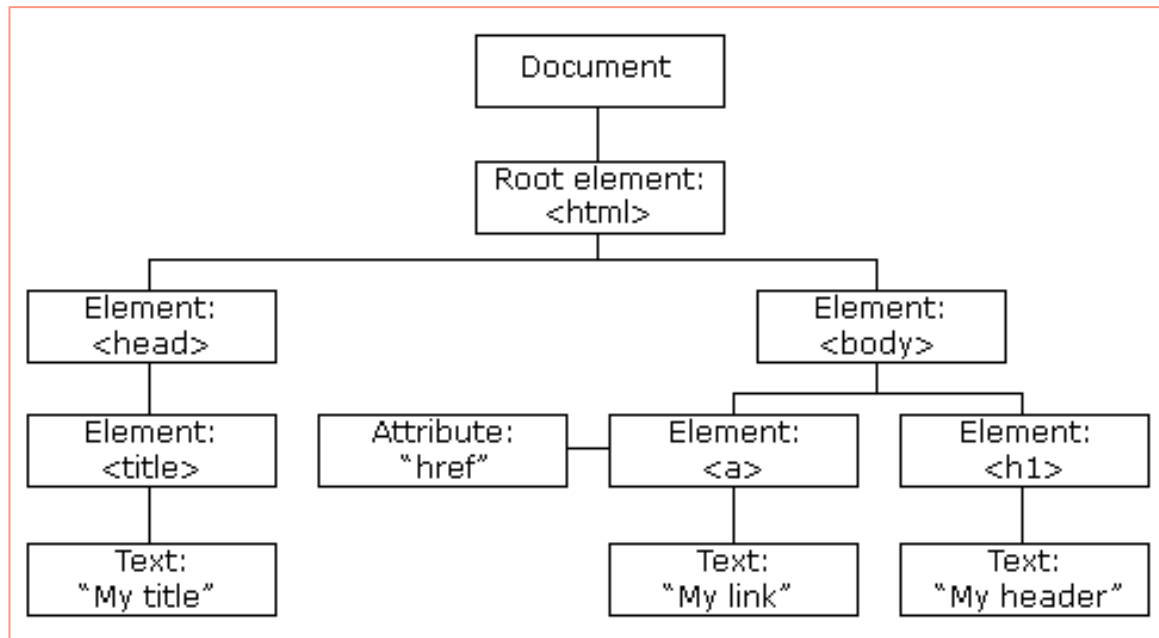 Document
Root element:
<html>
Element:
<head>
Element:
<body>
Element:
<title>
Attribute:
“href”
Element:
<a>
Element:
<h1>
Text:
“My title”
Text:
“My link”
Text:
“My header”